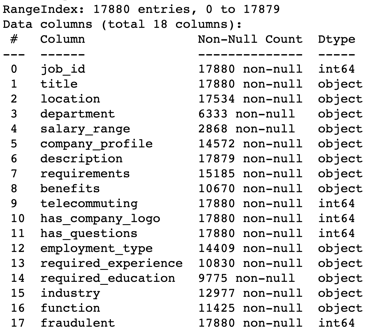 RangeIndex: 17880 entries, 0 to 17879
Data columns (total 18 columns):
 #   Column               Non-Null Count  Dtype
---  ------               --------------  -----
 0   job_id               17880 non-null  int64
 1   title                17880 non-null  object
 2   location             17534 non-null  object
 3   department           6333 non-null   object
 4   salary_range         2868 non-null   object
 5   company_profile      14572 non-null  object
 6   description          17879 non-null  object
 7   requirements         15185 non-null  object
 8   benefits             10670 non-null  object
 9   telecommuting        17880 non-null  int64
 10  has_company_logo     17880 non-null  int64
 11  has_questions        17880 non-null  int64
 12  employment_type      14409 non-null  object
 13  required_experience  10830 non-null  object
 14  required_education   9775 non-null   object
 15  industry             12977 non-null  object
 16  function             11425 non-null  object
 17  fraudulent           17880 non-null  int64